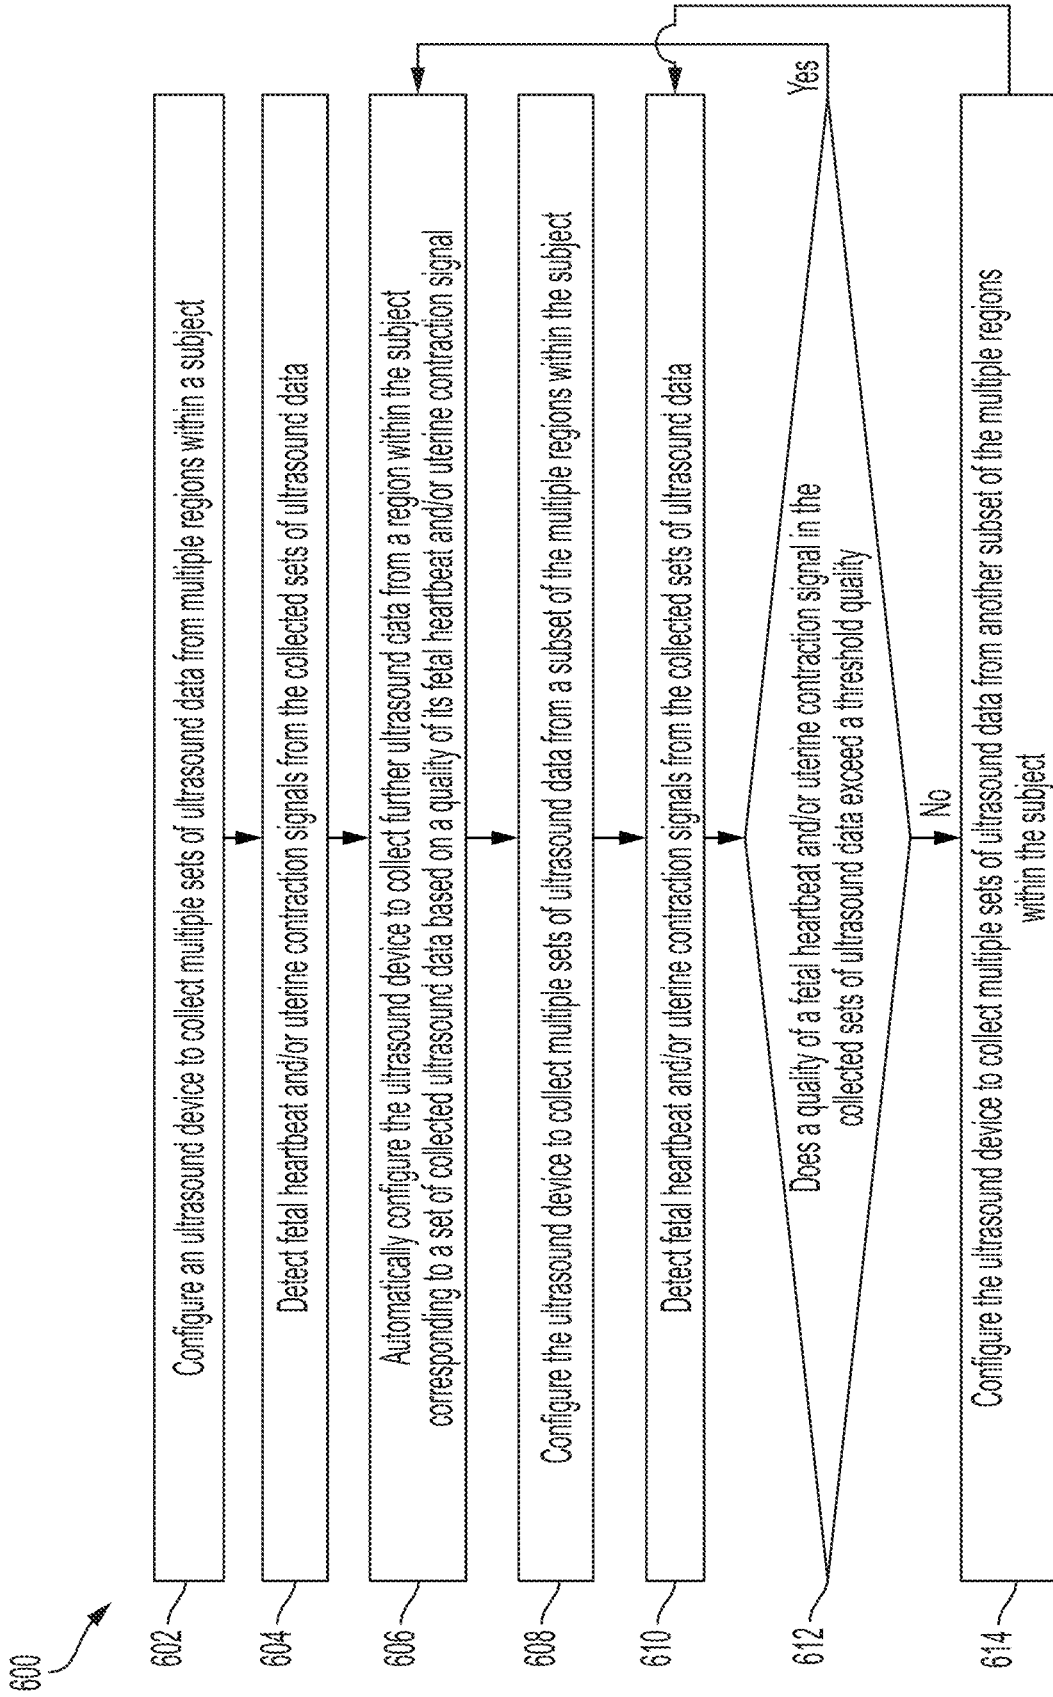 600
602
Configure an ultrasound device to collect multiple sets of ultrasound data from multiple regions within a subject
604
Detect fetal heartbeat and/or uterine contraction signals from the collected sets of ultrasound data
606
Automatically configure the ultrasound device to collect further ultrasound data from a region within the subject
corresponding to a set of collected ultrasound data based on a quality of its fetal heartbeat and/or uterine contraction signal
608
Configure the ultrasound device to collect multiple sets of ultrasound data from a subset of the multiple regions within the subject
610
Detect fetal heartbeat and/or uterine contraction signals from the collected sets of ultrasound data
612
Does a quality of a fetal heartbeat and/or uterine contraction signal in the
collected sets of ultrasound data exceed a threshold quality
Yes
No
614
Configure the ultrasound device to collect multiple sets of ultrasound data from another subset of the multiple regions
within the subject